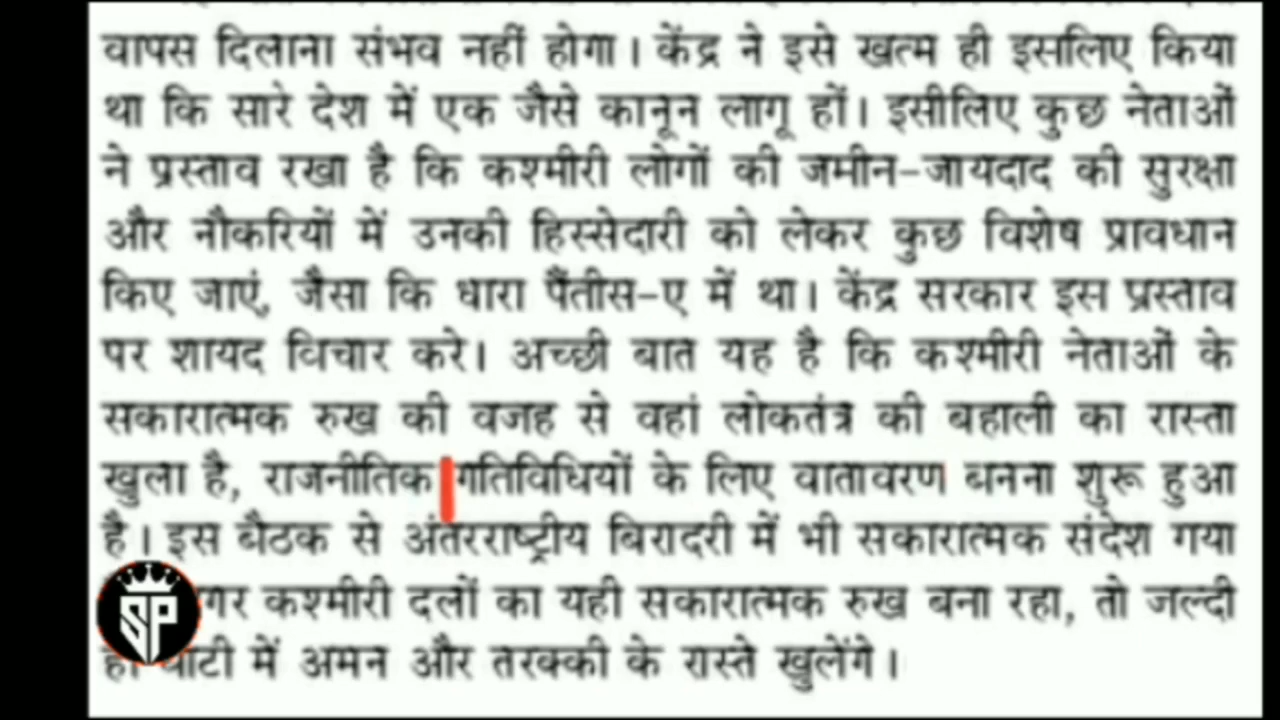 वापस दिलाना संभव नहीं होगा। केंद्र ने इसे खत्म ही इसलिए किया
था कि सारे देश में एक जैसे कानून लागू हों। इसीलिए कुछ नेताओं
ने प्रस्ताव रखा है कि कश्मीरी लोगों की जमीन-जायदाद की सुरक्षा
और नौकरियों में उनकी हिस्सेदारी को लेकर कुछ विशेष प्रावधान
किए जाएं, जैसा कि धारा पैंतीस-ए में था। केंद्र सरकार इस प्रस्ताव
पर शायद विचार करे। अच्छी बात यह है कि कश्मीरी नेताओं के
सकारात्मक रुख की वजह से वहां लोकतंत्र की बहाली का रास्ता
खुला है, राजनीतिक गतिविधियों के लिए वातावरण बनना शुरू हुआ
है। इस बैठक से अंतरराष्ट्रीय बिरादरी में भी सकारात्मक संदेश गया
कश्मीरी दलों का यही सकारात्मक रुख बना रहा, तो जल्दी
में अमन और तरक्की के रास्ते खुलेंगे।
SP